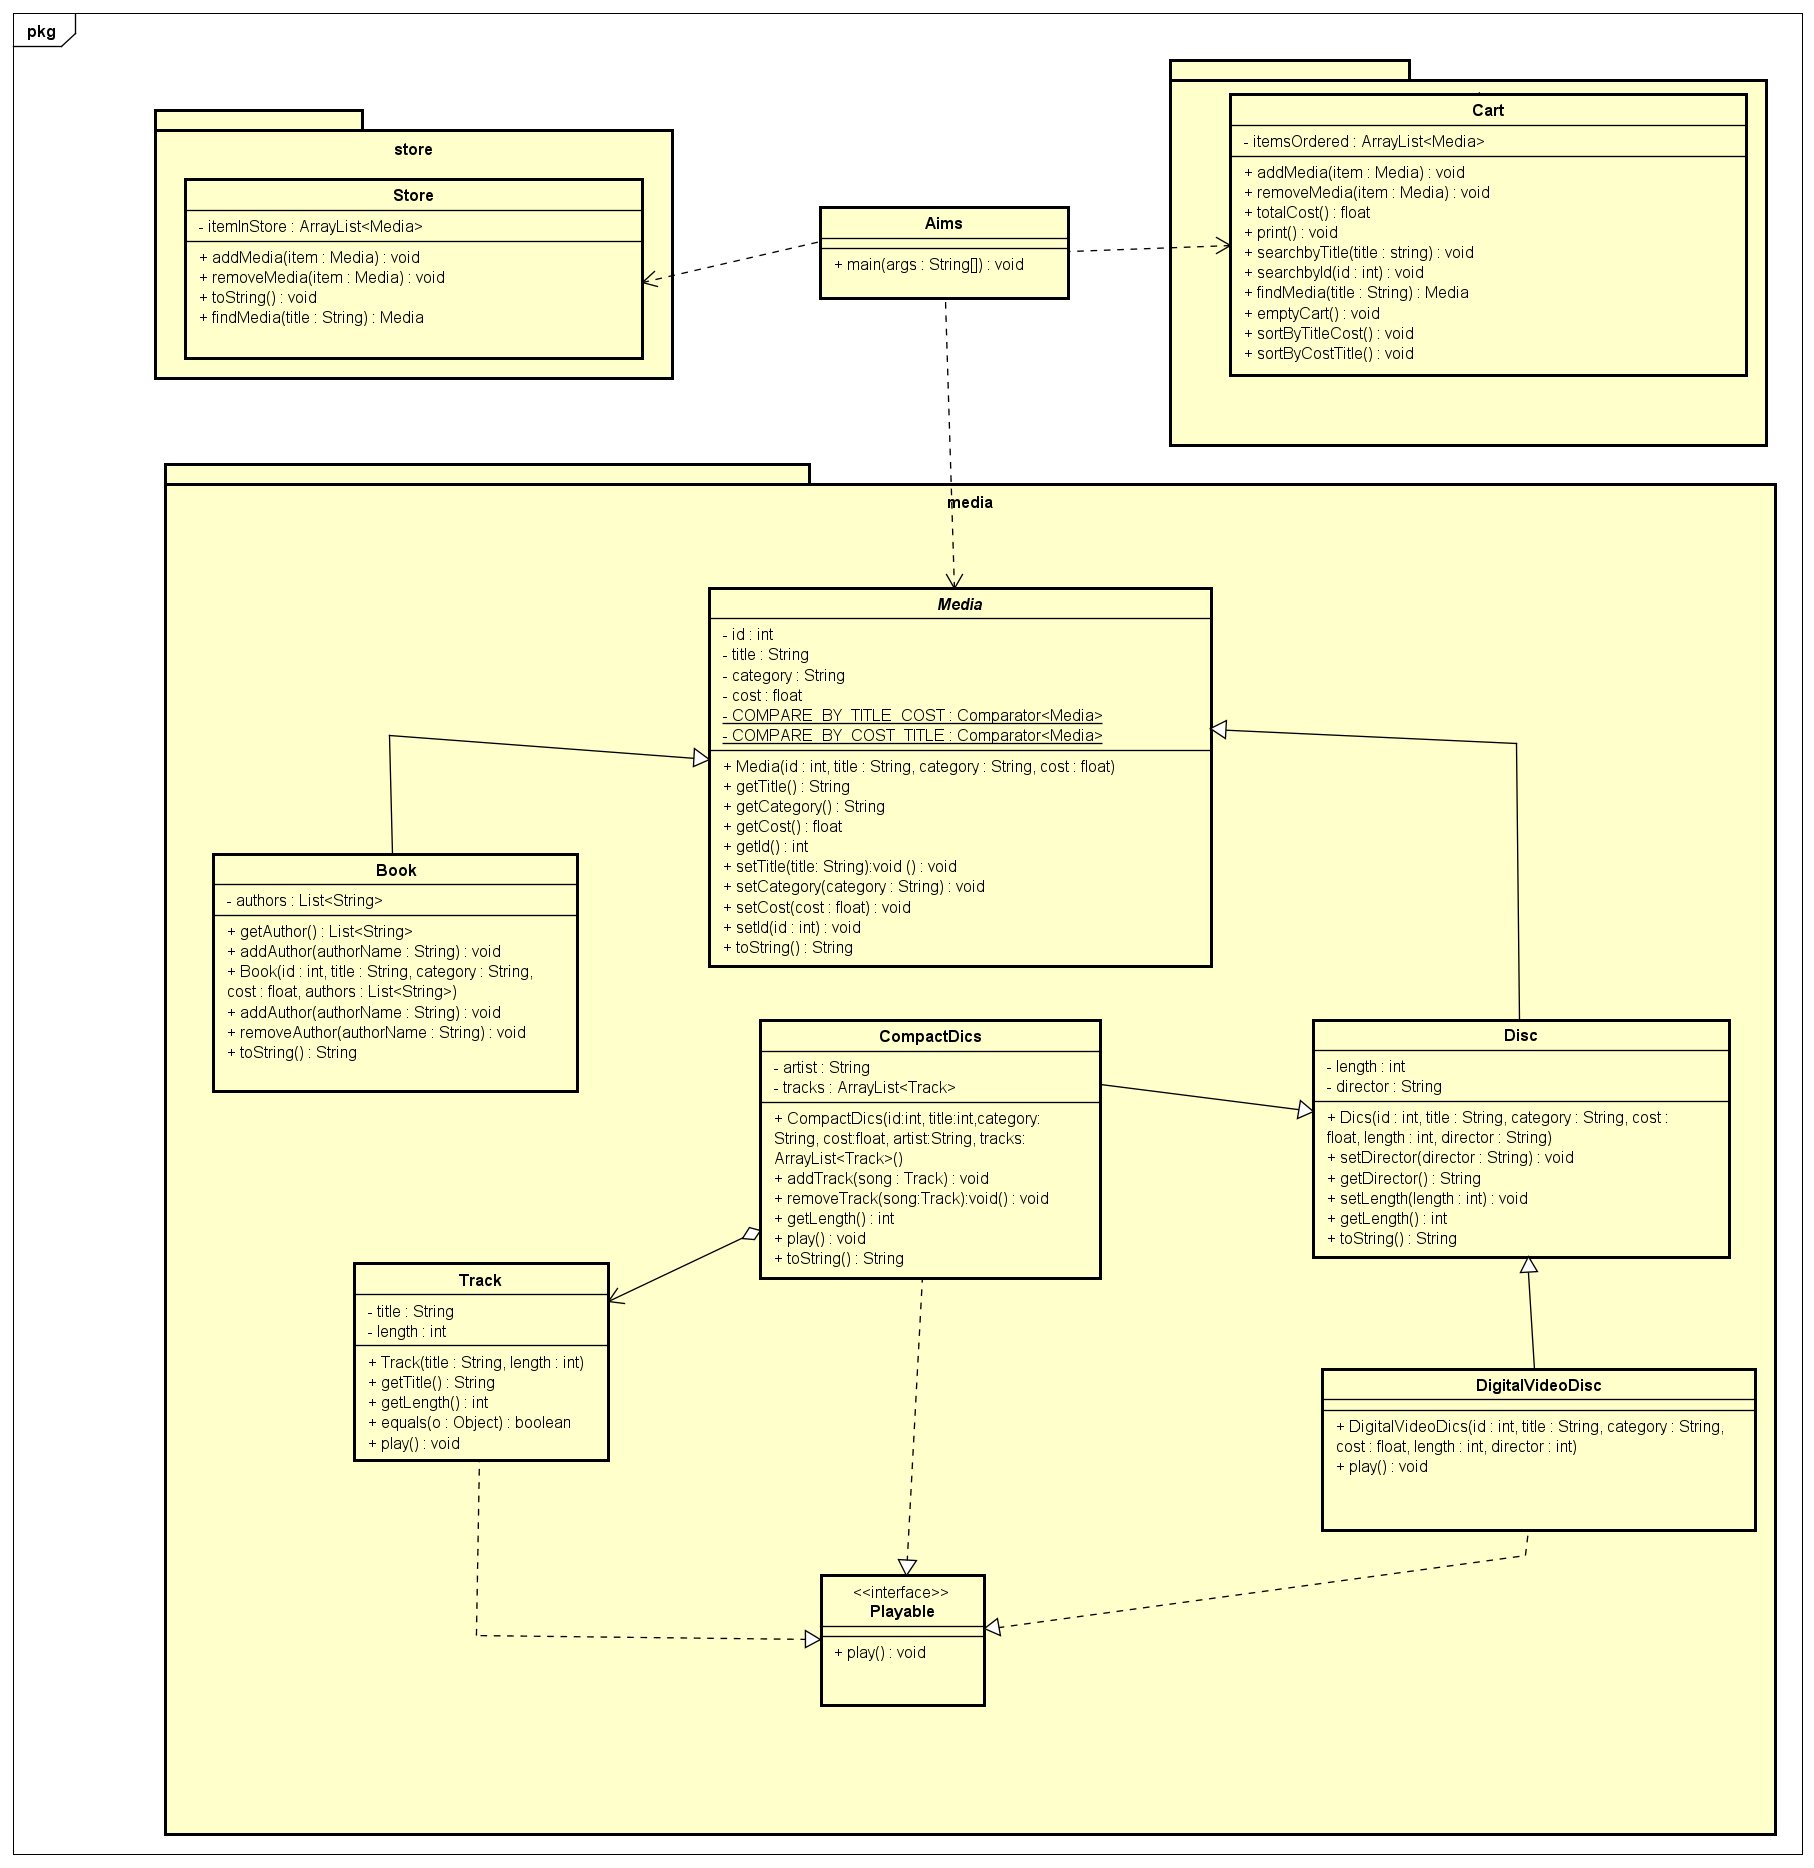 pkg
store
Store
- itemInStore : ArrayList<Media>
+ addMedia(item : Media) : void
+ removeMedia(item : Media) : void
+ toString() : void
+ findMedia(title : String) : Media
Aims
+ main(args : String[]) : void
Cart
- itemsOrdered : ArrayList<Media>
+ addMedia(item : Media) : void
+ removeMedia(item : Media) : void
+ totalCost() : float
+ print() : void
+ searchbyTitle(title : string) : void
+ searchbyId(id : int) : void
+ findMedia(title : String) : Media
+ emptyCart() : void
+ sortByTitleCost() : void
+ sortByCostTitle() : void
media
Media
- id : int
- title : String
- category : String
- cost : float
- COMPARE_BY_TITLE_COST : Comparator<Media>
- COMPARE_BY_COST_TITLE : Comparator<Media>
+ Media(id : int, title : String, category : String, cost : float)
+ getTitle() : String
+ getCategory() : String
+ getCost() : float
+ getId() : int
+ setTitle(title: String):void () : void
+ setCategory(category : String) : void
+ setCost(cost : float) : void
+ setId(id : int) : void
+ toString() : String
Book
- authors : List<String>
+ getAuthor() : List<String>
+ addAuthor(authorName : String) : void
+ Book(id : int, title : String, category : String,
cost : float, authors : List<String>)
+ addAuthor(authorName : String) : void
+ removeAuthor(authorName : String) : void
+ toString() : String
CompactDics
- artist : String
- tracks : ArrayList<Track>
+ CompactDics(id:int, title:int,category:
String, cost:float, artist:String, tracks:
ArrayList<Track>()
+ addTrack(song : Track) : void
+ removeTrack(song:Track):void() : void
+ getLength() : int
+ play() : void
+ toString() : String
Disc
- length : int
- director : String
+ Dics(id : int, title : String, category : String, cost :
float, length : int, director : String)
+ setDirector(director : String) : void
+ getDirector() : String
+ setLength(length : int) : void
+ getLength() : int
+ toString() : String
Track
- title : String
- length : int
+ Track(title : String, length : int)
+ getTitle() : String
+ getLength() : int
+ equals(o : Object) : boolean
+ play() : void
DigitalVideoDisc
+ DigitalVideoDics(id : int, title : String, category : String,
cost : float, length : int, director : int)
+ play() : void
<<interface>>
Playable
+ play() : void